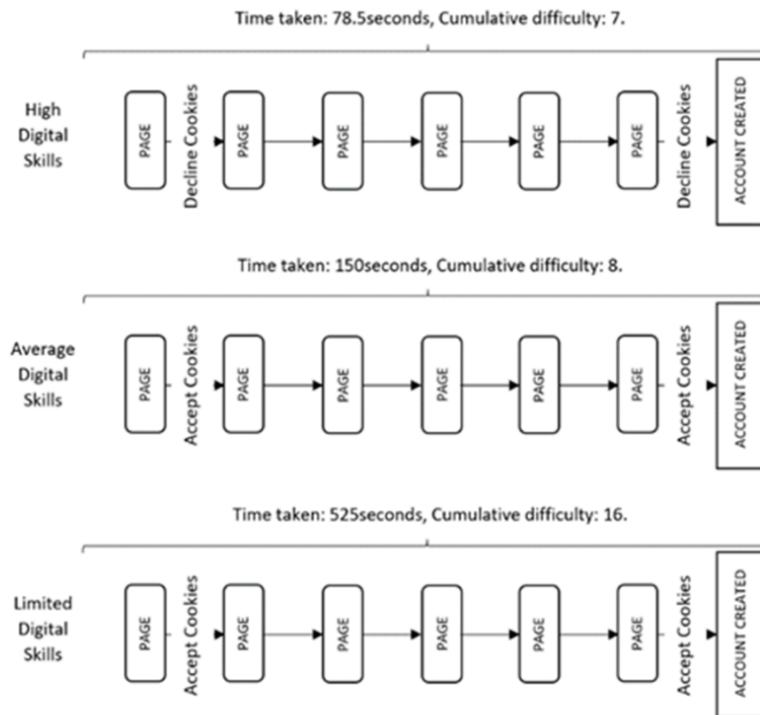 Time taken: 78.5seconds, Cumulative difficulty: 7.
High
Digital
Skills
PAGE
Decline Cookies
PAGE
PAGE
PAGE
PAGE
PAGE
Decline Cookies
ACCOUNT CREATED
Time taken: 150seconds, Cumulative difficulty: 8.
Average
Digital
Skills
PAGE
Accept Cookies
PAGE
PAGE
PAGE
PAGE
PAGE
Accept Cookies
ACCOUNT CREATED
Time taken: 525seconds, Cumulative difficulty: 16.
Limited
Digital
Skills
PAGE
Accept Cookies
PAGE
PAGE
PAGE
PAGE
PAGE
Accept Cookies
ACCOUNT CREATED